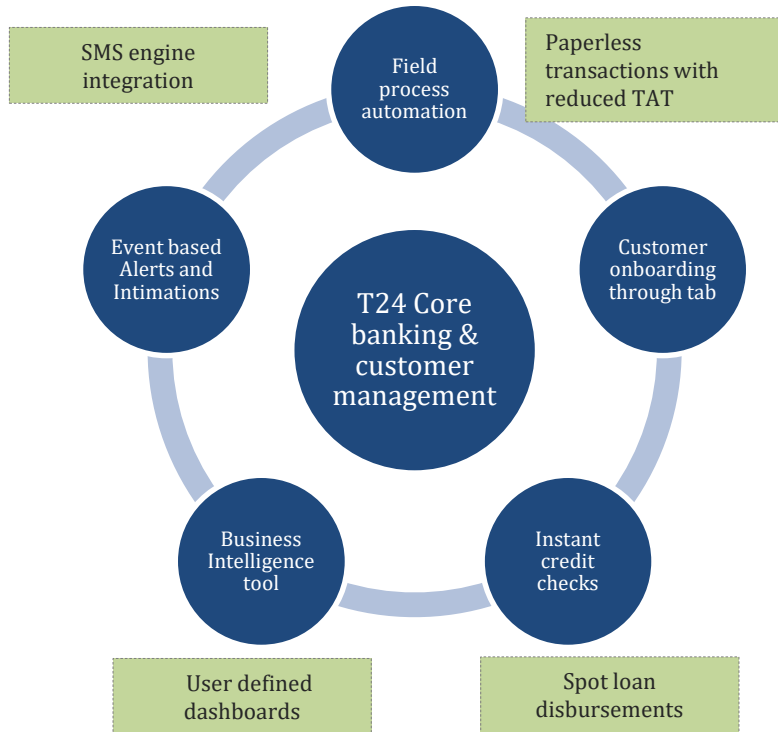 SMS engine
integration
Field
process
automation
Paperless
transactions with
reduced TAT
Event based
Alerts and
Intimations
Customer
onboarding
through tab
T24 Core
banking &
customer
management
Business
Intelligence
tool
Instant
credit
checks
User defined
dashboards
Spot loan
disbursements